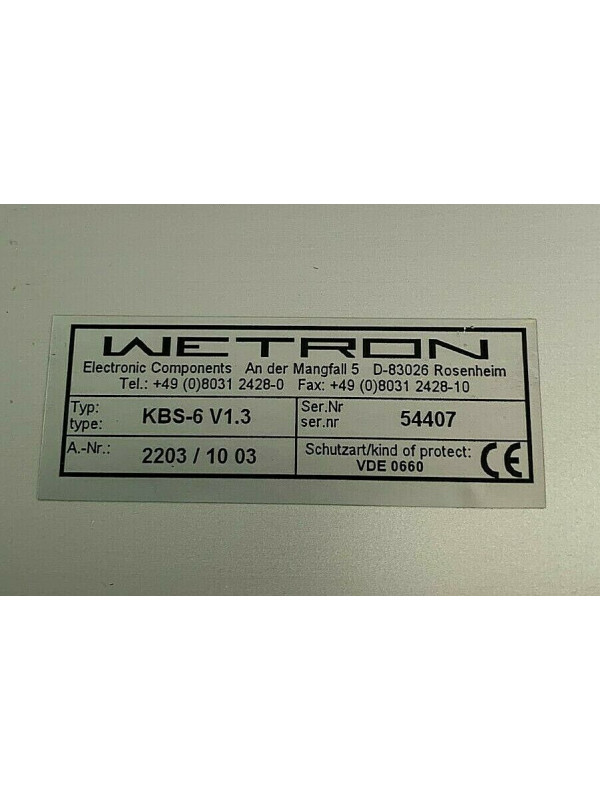 WETRON
Electronic Components An der Mangfall 5 D-83026 Rosenheim
Tel.: +49 (0)8031 2428-0 Fax: +49 (0)8031 2428-10
Typ: type: KBS-6 V1.3 Ser.Nr ser.nr 54407
A.-Nr.: 2203 / 10 03 Schutzart/kind of protect: VDE 0660 CE